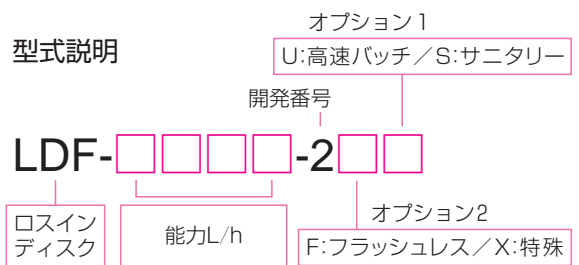 オプション1
型式説明
U:高速バッチ／S:サニタリー
開発番号
LDF-□□□□-2□□
ロスイン
ディスク
能力L/h
オプション2
F:フラッシュレス／X:特殊